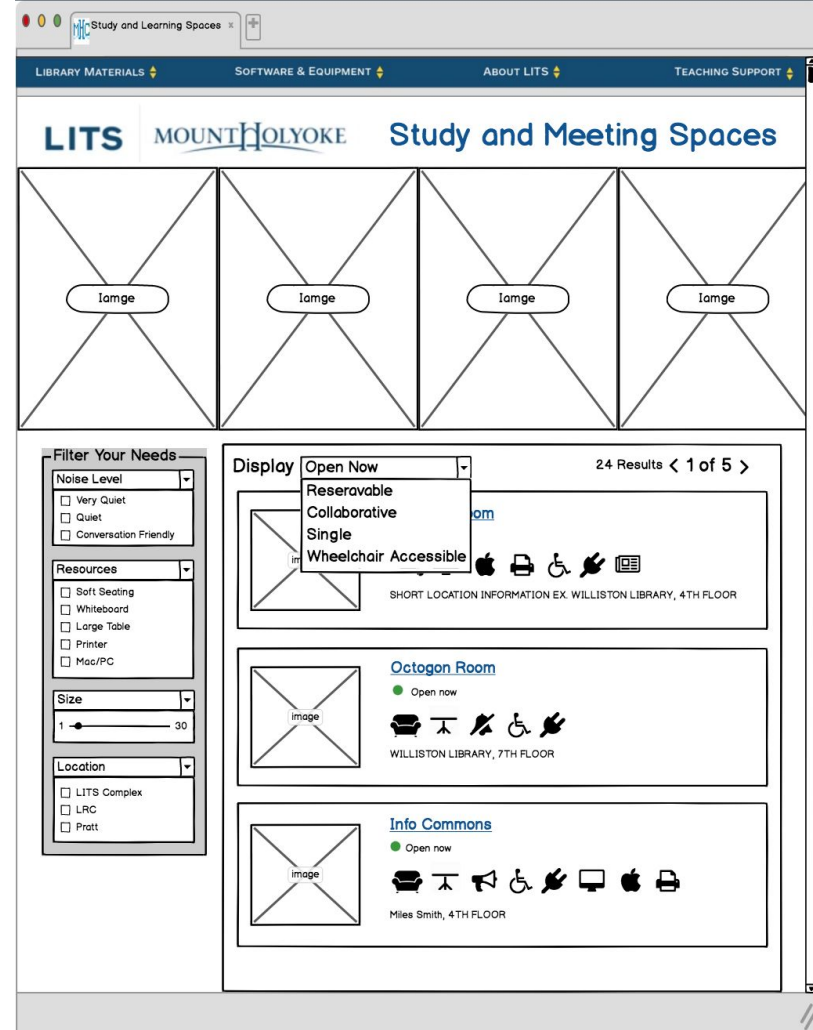 MHC Study and Learning Spaces x
LIBRARY MATERIALS SOFTWARE & EQUIPMENT ABOUT LITS TEACHING SUPPORT
LITS MOUNT HOLYOKE Study and Meeting Spaces
Iamge Iamge Iamge Iamge
Filter Your Needs
Noise Level
Very Quiet
Quiet
Conversation Friendly
Resources
Soft Seating
Whiteboard
Large Table
Printer
Mac/PC
Size
1 30
Location
LITS Complex
LRC
Pratt
Display Open Now 24 Results < 1 of 5 >
Reseravable
Collaborative
Single
Wheelchair Accessible
SHORT LOCATION INFORMATION EX. WILLISTON LIBRARY, 4TH FLOOR
image
Octogon Room
Open now
WILLISTON LIBRARY, 7TH FLOOR
image
Info Commons
Open now
Miles Smith, 4TH FLOOR